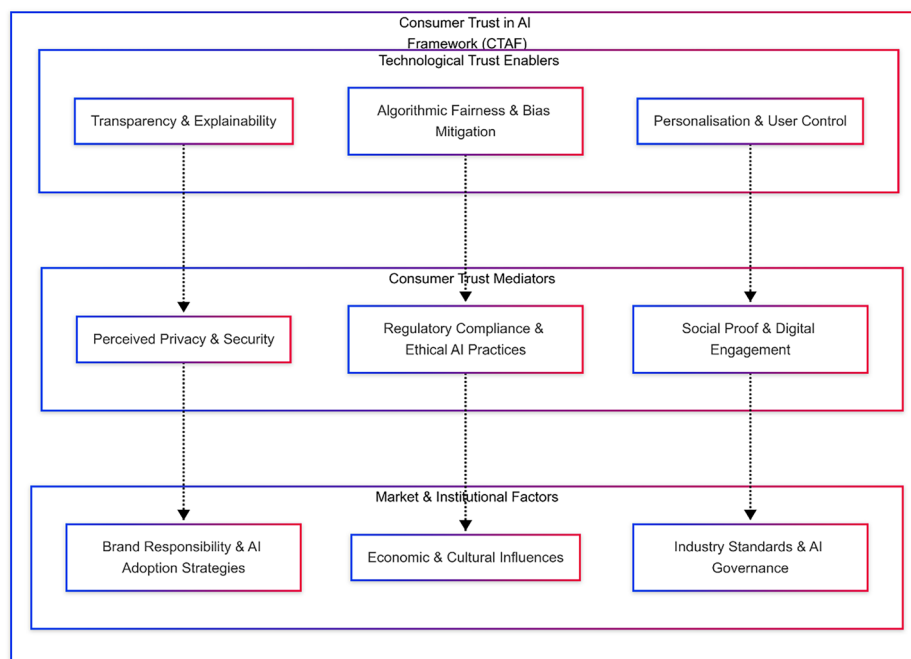 Consumer Trust in AI
Framework (CTAF)
Technological Trust Enablers
Transparency & Explainability
Algorithmic Fairness & Bias
Mitigation
Personalisation & User Control
Consumer Trust Mediators
Perceived Privacy & Security
Regulatory Compliance &
Ethical AI Practices
Social Proof & Digital
Engagement
Market & Institutional Factors
Brand Responsibility & AI
Adoption Strategies
Economic & Cultural Influences
Industry Standards & AI
Governance